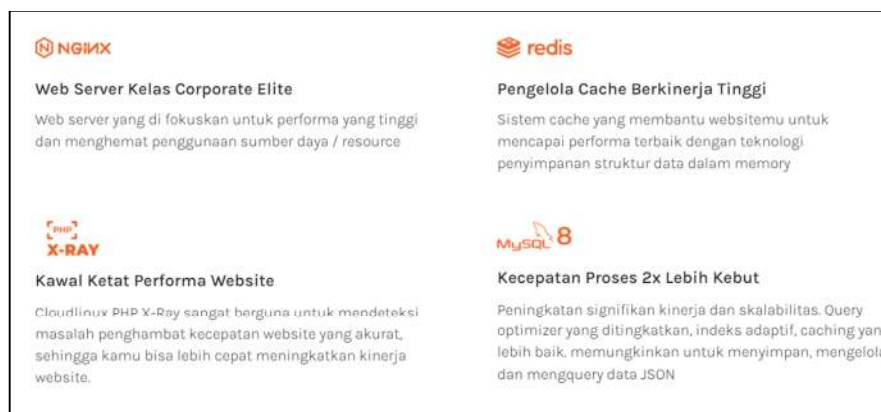 NGINX
Web Server Kelas Corporate Elite
Web server yang di fokuskan untuk performa yang tinggi
dan menghemat penggunaan sumber daya / resource
redis
Pengelola Cache Berkinerja Tinggi
Sistem cache yang membantu websitemu untuk
mencapai performa terbaik dengan teknologi
penyimpanan struktur data dalam memory
PHP
X-RAY
Kawal Ketat Performa Website
Cloudlinux PHP X-Ray sangat berguna untuk mendeteksi
masalah penghambat kecepatan website yang akurat,
sehingga kamu bisa lebih cepat meningkatkan kinerja
website.
MySQL 8
Kecepatan Proses 2x Lebih Kebut
Peningkatan signifikan kinerja dan skalabilitas. Query
optimizer yang ditingkatkan, indeks adaptif, caching yan
lebih baik. memungkinkan untuk menyimpan, mengelola
dan mengquery data JSON